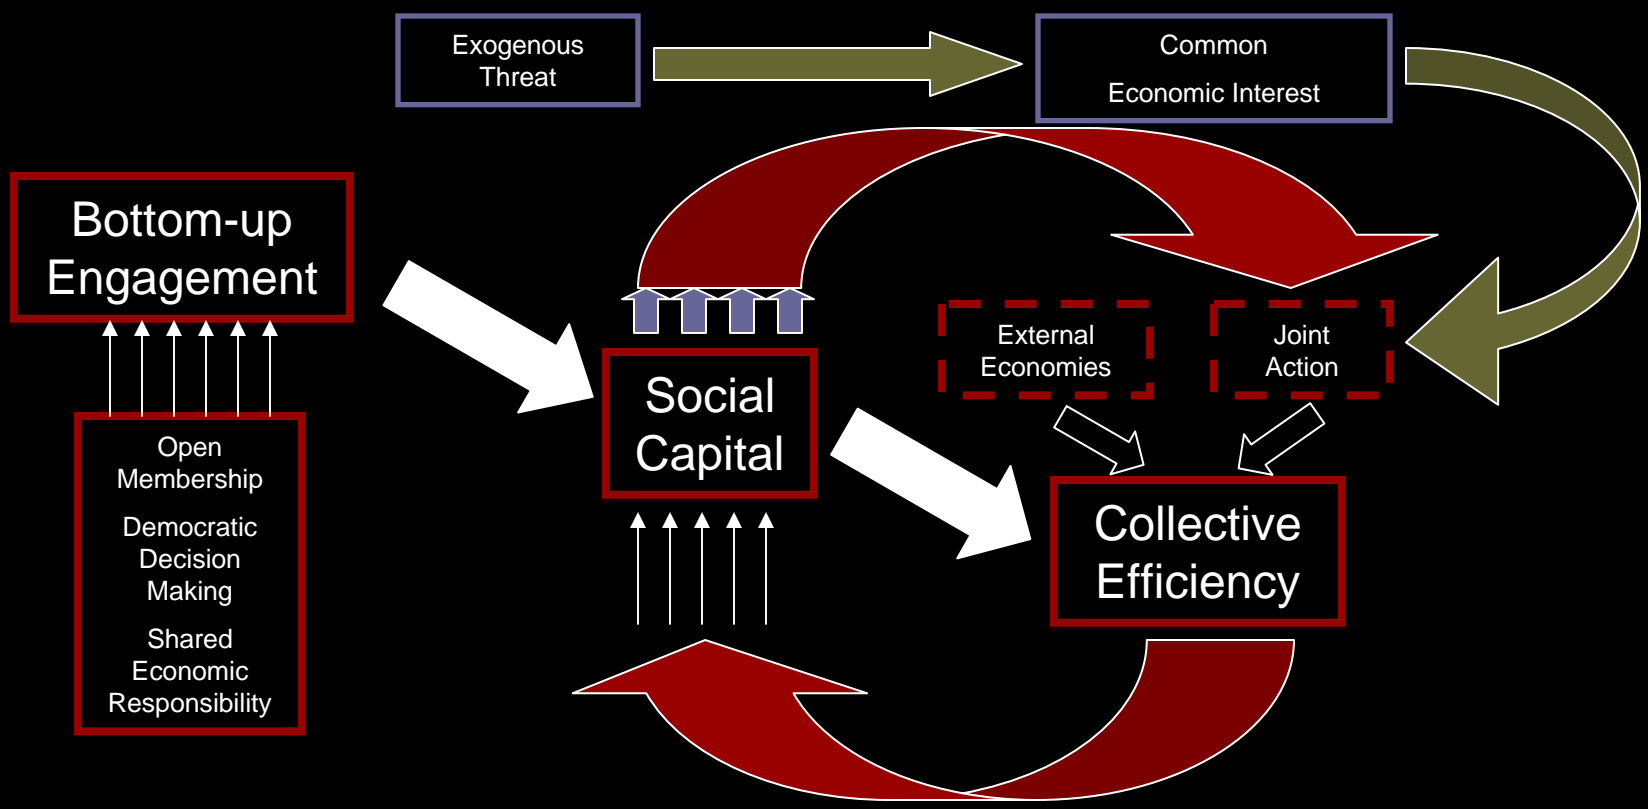 Exogenous
Threat
Common
Economic Interest
Bottom-up
Engagement
External
Economies
Joint
Action
Social
Capital
Open
Membership
Democratic
Decision
Making
Shared
Economic
Responsibility
Collective
Efficiency